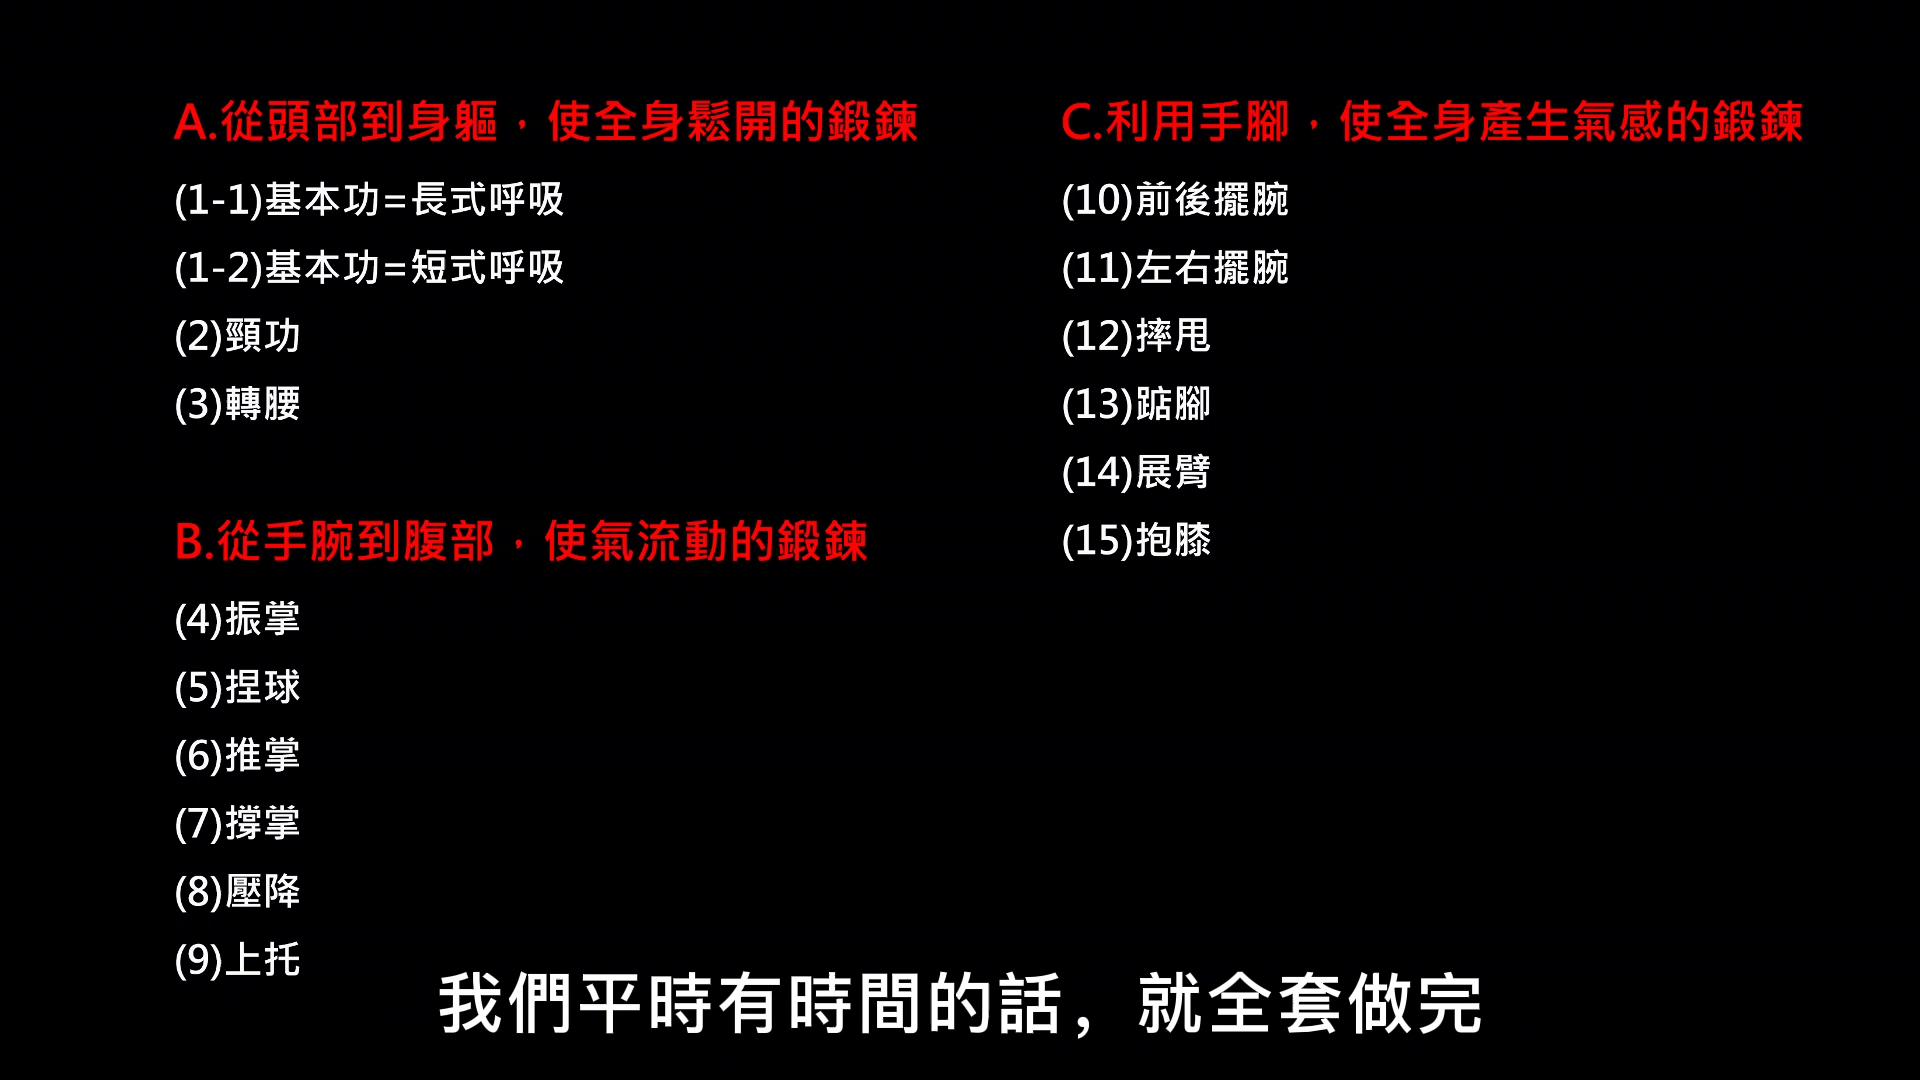 A.從頭部到身軀，使全身鬆開的鍛鍊
(1-1)基本功=長式呼吸
(1-2)基本功=短式呼吸
(2)頸功
(3)轉腰
B.從手腕到腹部，使氣流動的鍛鍊
(4)振掌
(5)捏球
(6)推掌
(7)撐掌
(8)壓降
(9)上托
C.利用手腳，使全身產生氣感的鍛鍊
(10)前後擺腕
(11)左右擺腕
(12)摔甩
(13)踮腳
(14)展臂
(15)抱膝
我們平時有時間的話，就全套做完